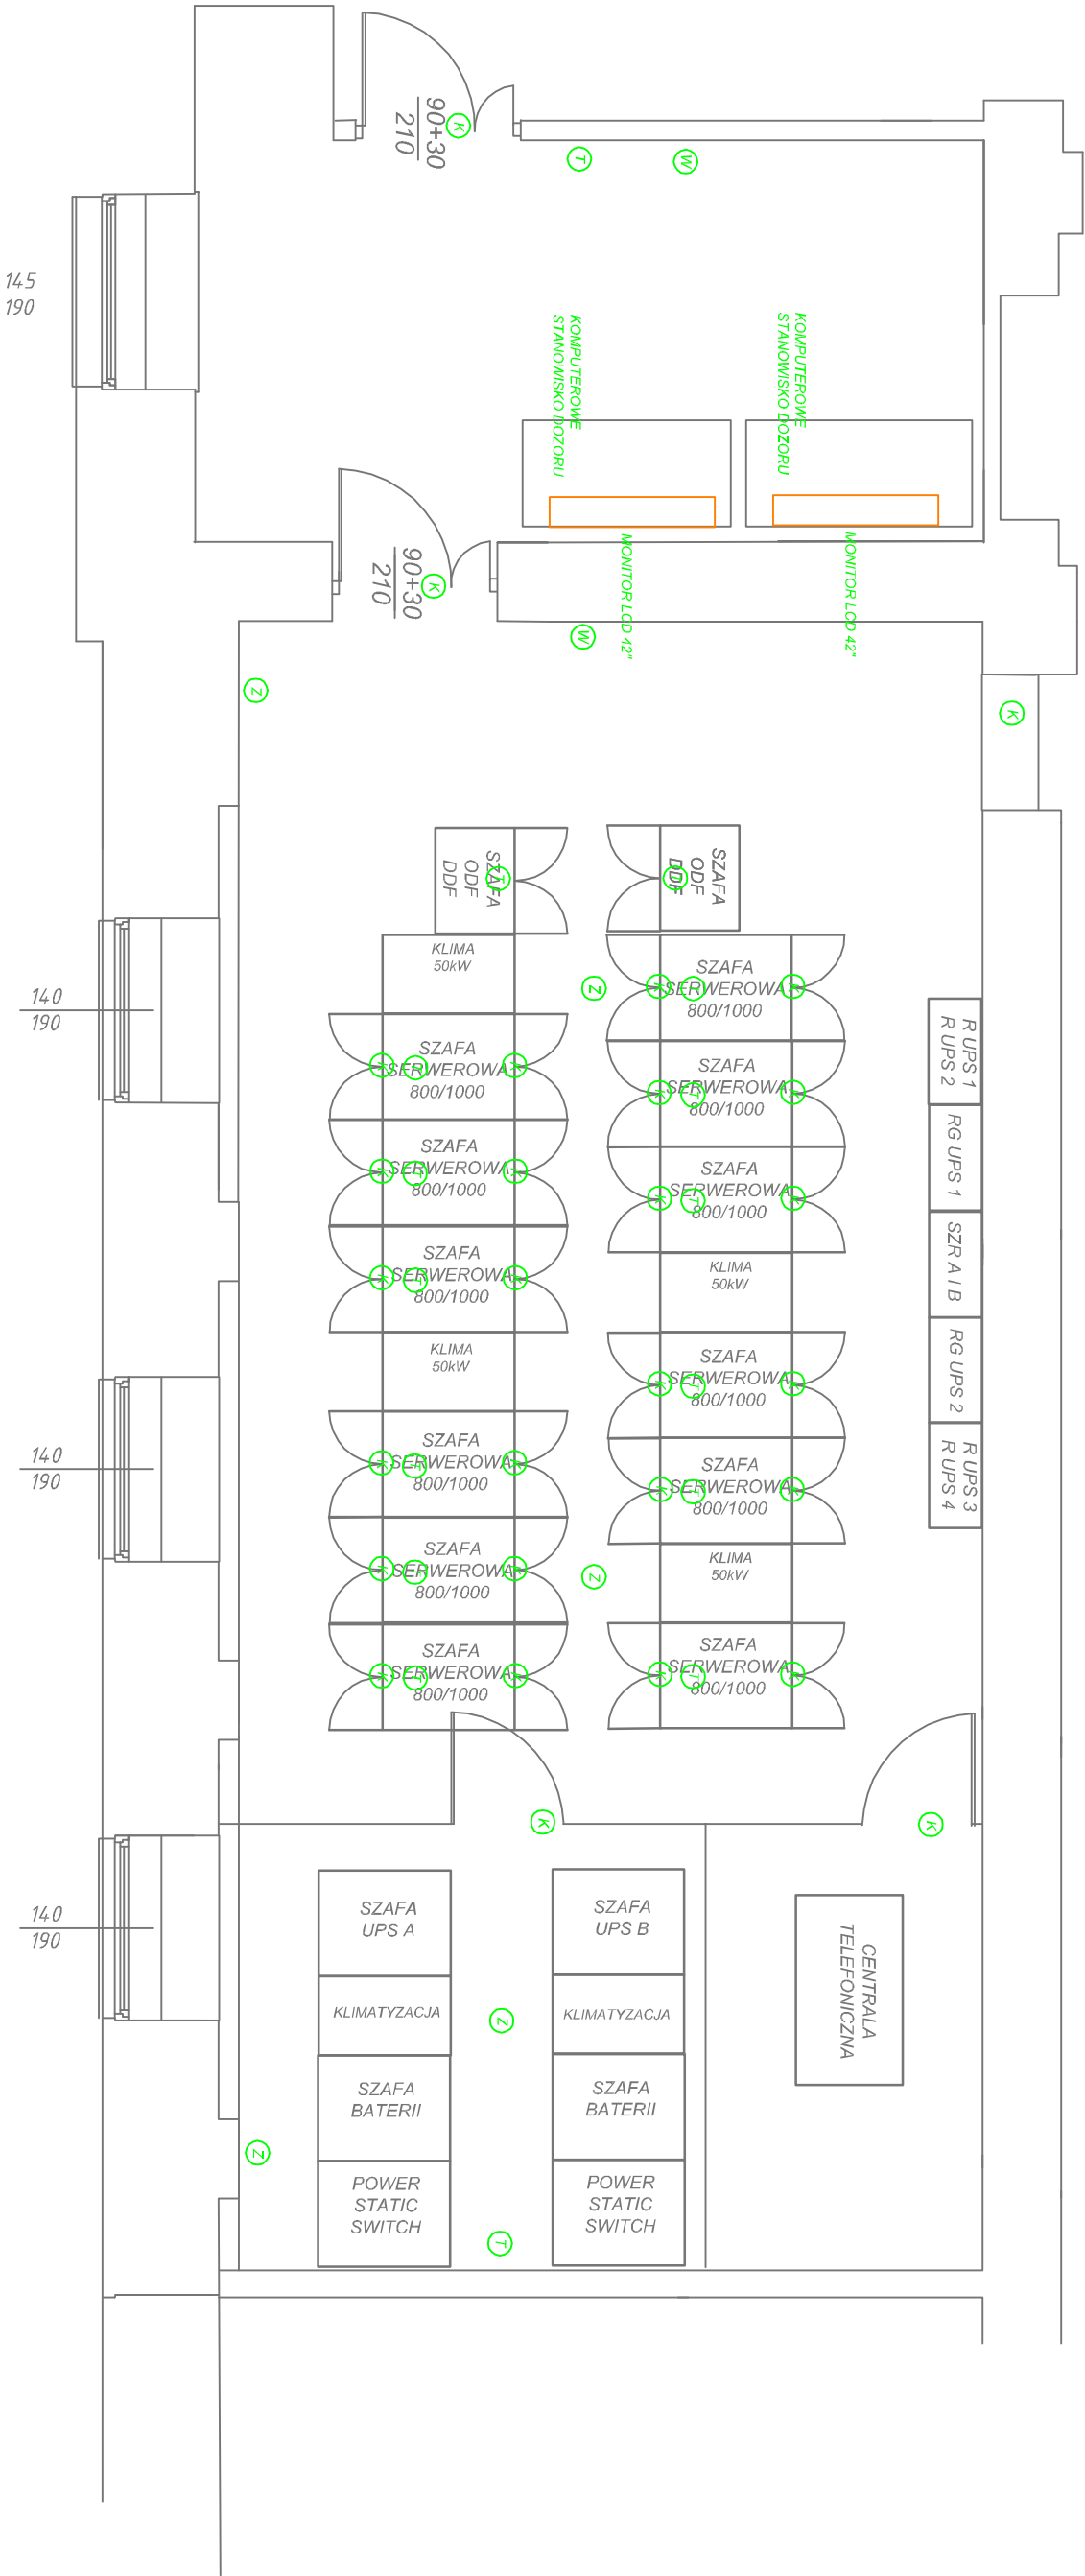 90+30
210
K
T
W
145
190
KOMPUTEROWE
STANOWISKO DOZORU
KOMPUTEROWE
STANOWISKO DOZORU
90+30
210
K
MONITOR LCD 42"
MONITOR LCD 42"
W
Z
K
SZAFA
ODF
DDF
T
SZAFA
ODF
DDF
T
KLIMA
50kW
Z
SZAFA
SERWEROWA
800/1000
K
T
K
140
190
SZAFA
SERWEROWA
800/1000
K
T
K
SZAFA
SERWEROWA
800/1000
K
T
K
R UPS 1
R UPS 2
SZAFA
SERWEROWA
800/1000
K
T
K
SZAFA
SERWEROWA
800/1000
K
T
K
RG UPS 1
SZAFA
SERWEROWA
800/1000
K
T
K
KLIMA
50kW
SZR A I B
KLIMA
50kW
SZAFA
SERWEROWA
800/1000
K
T
K
RG UPS 2
140
190
SZAFA
SERWEROWA
800/1000
K
T
K
SZAFA
SERWEROWA
800/1000
K
T
K
R UPS 3
R UPS 4
SZAFA
SERWEROWA
800/1000
K
T
K
Z
KLIMA
50kW
SZAFA
SERWEROWA
800/1000
K
T
K
SZAFA
SERWEROWA
800/1000
K
T
K
K
K
140
190
SZAFA
UPS A
SZAFA
UPS B
CENTRALA
TELEFONICZNA
KLIMATYZACJA
Z
KLIMATYZACJA
SZAFA
BATERII
SZAFA
BATERII
Z
POWER
STATIC
SWITCH
T
POWER
STATIC
SWITCH